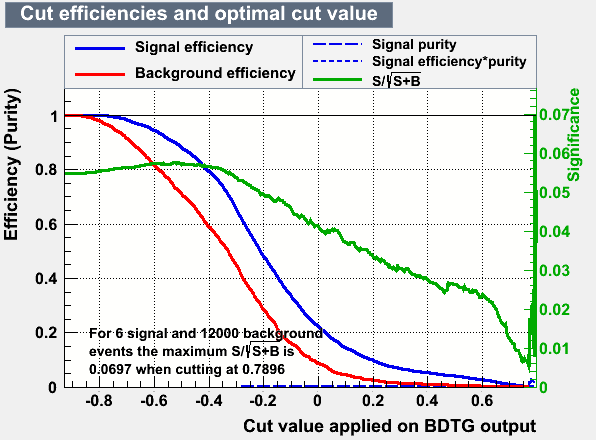 Cut efficiencies and optimal cut value
Signal efficiency
Background efficiency
Signal purity
Signal efficiency*purity
S/√S+B
Efficiency (Purity)
1
0.8
0.6
0.4
0.2
0
Significance
0.07
0.06
0.05
0.04
0.03
0.02
0.01
0
For 6 signal and 12000 background
events the maximum S/√S+B is
0.0697 when cutting at 0.7896
-0.8 -0.6 -0.4 -0.2 0 0.2 0.4 0.6
Cut value applied on BDTG output